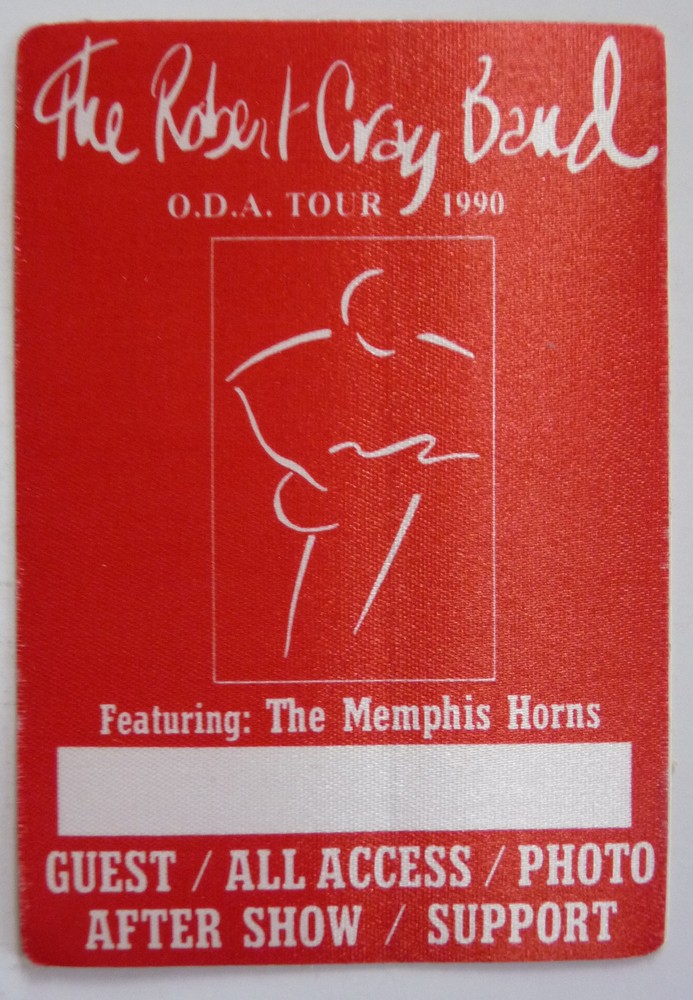 The Robert Cray Band
O.D.A. TOUR 1990
Featuring: The Memphis Horns
GUEST / ALL ACCESS / PHOTO
AFTER SHOW / SUPPORT